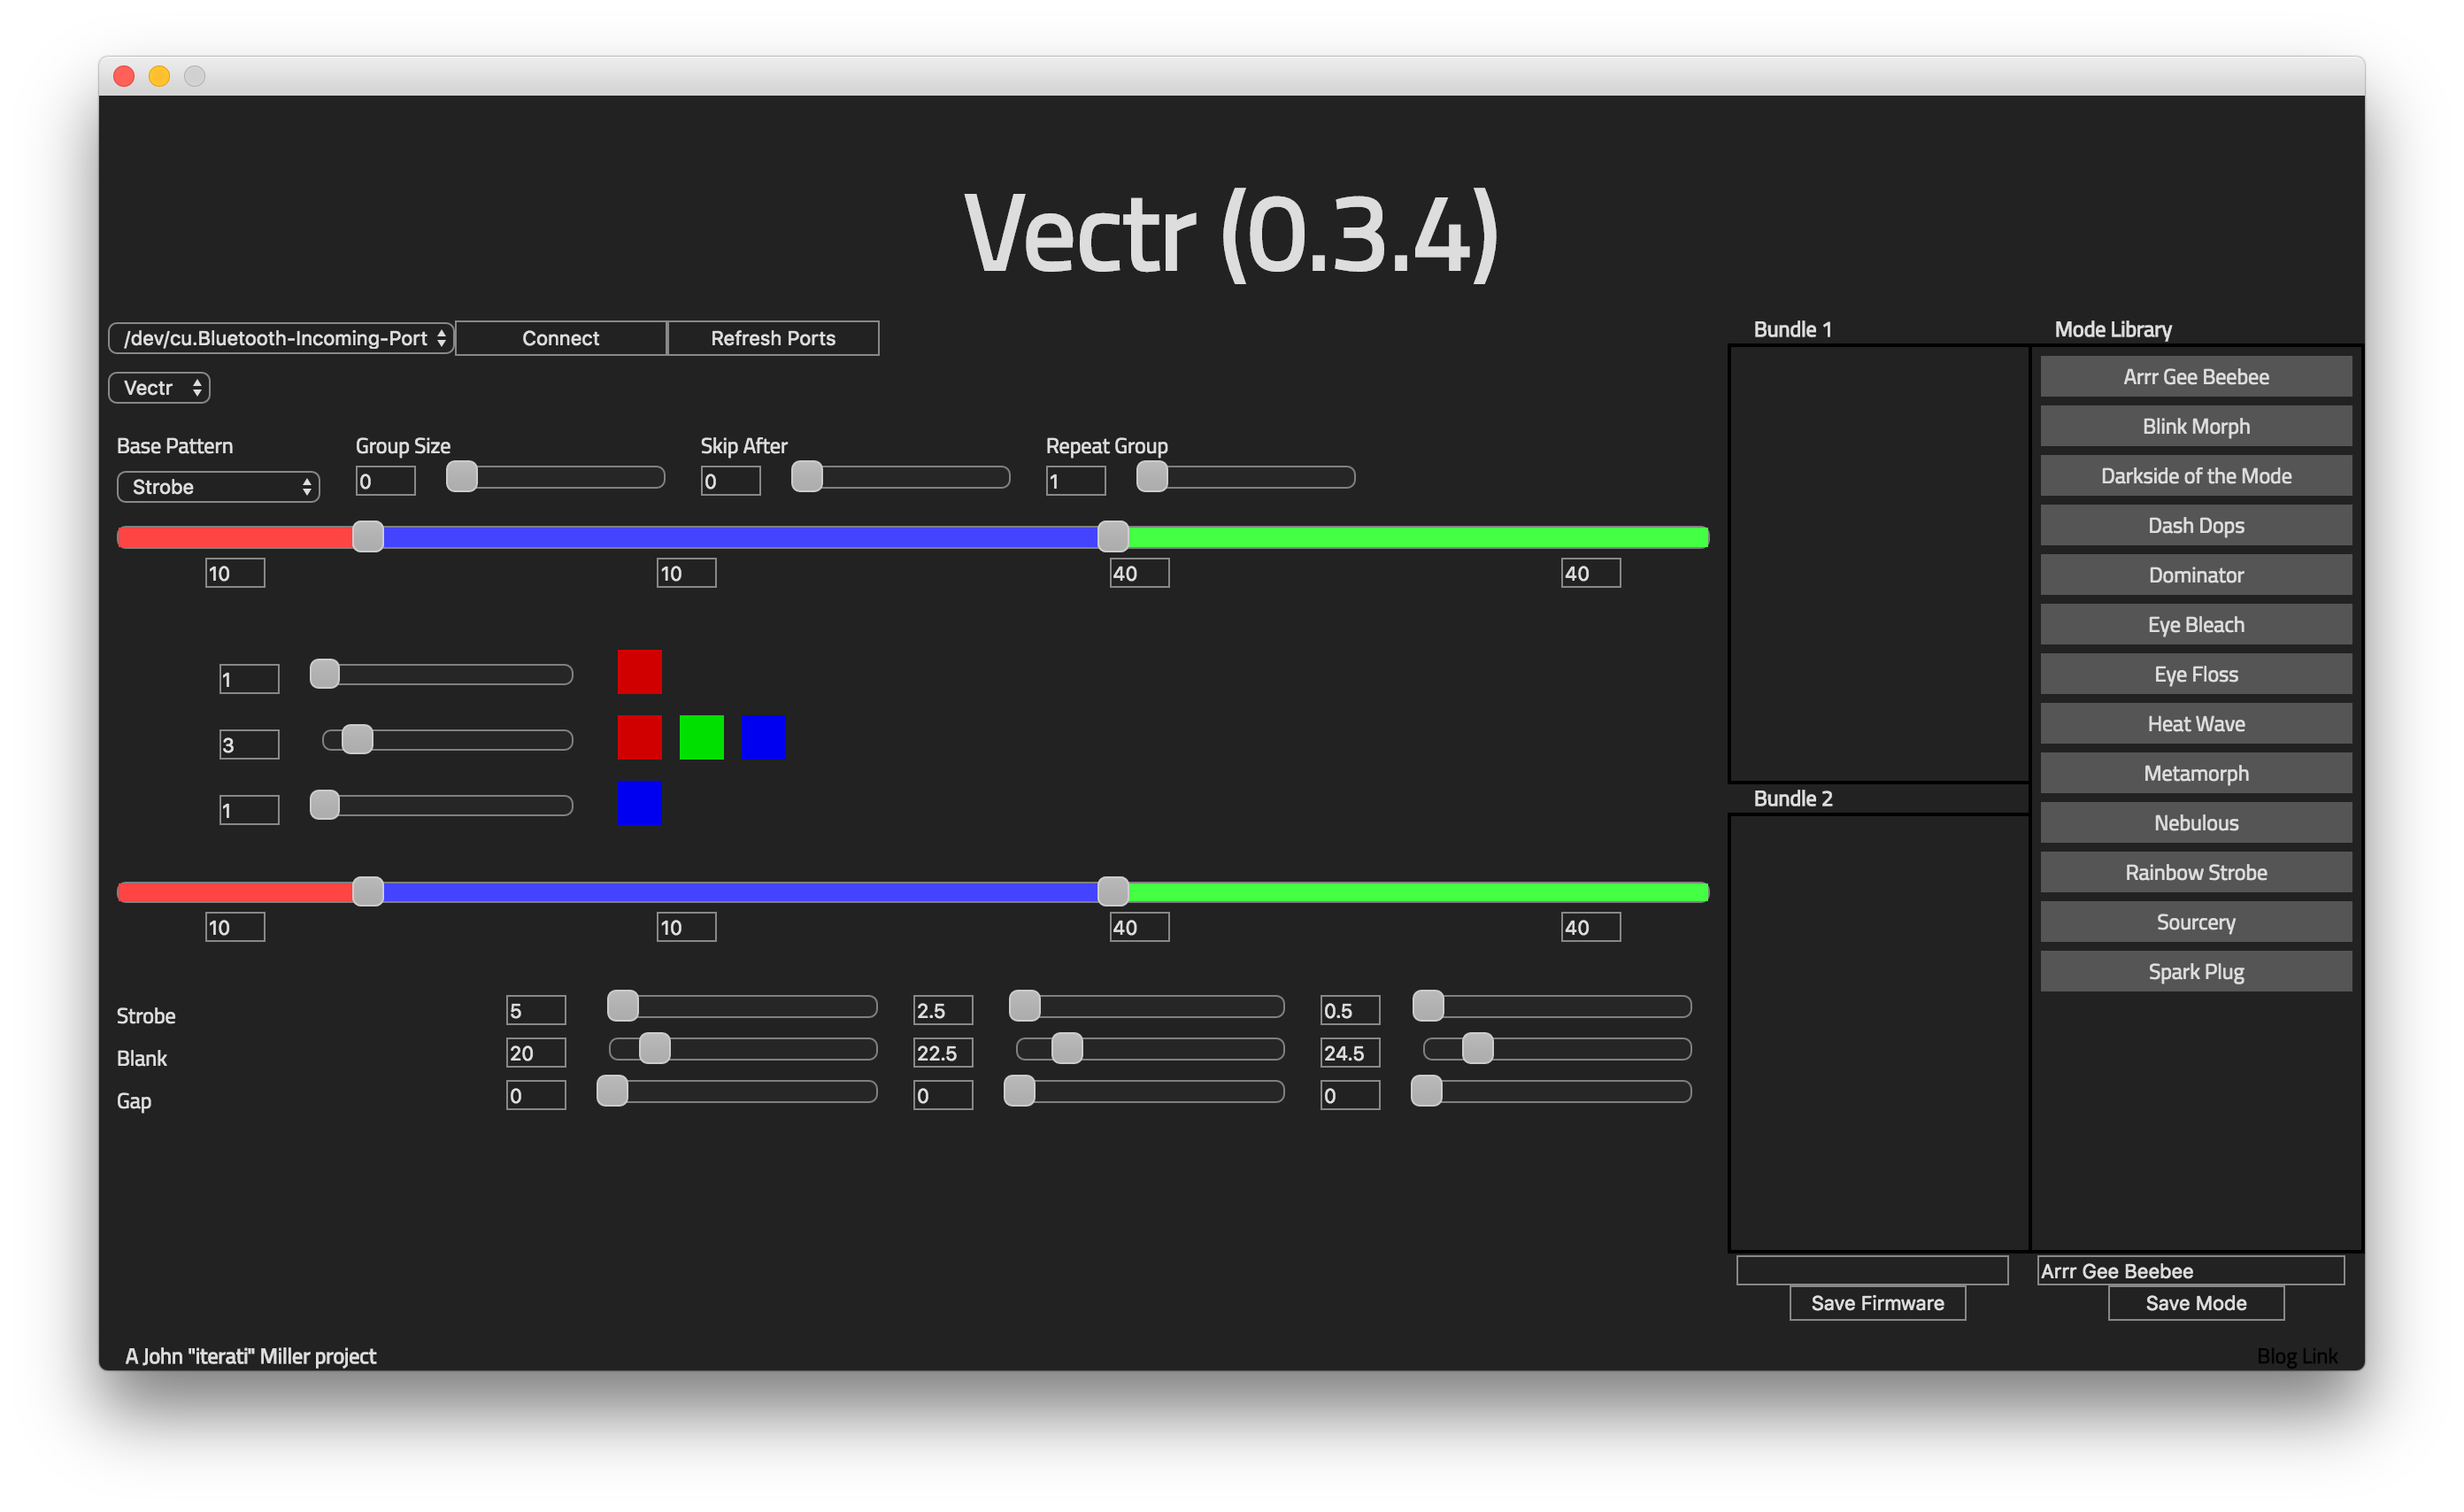 Vectr (0.3.4)
/dev/cu.Bluetooth-Incoming-Port
Connect
Refresh Ports
Vectr
Base Pattern
Group Size
Skip After
Repeat Group
Strobe
0
0
1
10
10
40
40
1
3
1
10
10
40
40
Strobe
5
2.5
0.5
Blank
20
22.5
24.5
Gap
0
0
0
Bundle 1
Bundle 2
Save Firmware
Mode Library
Arrr Gee Beebee
Blink Morph
Darkside of the Mode
Dash Dops
Dominator
Eye Bleach
Eye Floss
Heat Wave
Metamorph
Nebulous
Rainbow Strobe
Sourcery
Spark Plug
Arrr Gee Beebee
Save Mode
A John "iterati" Miller project
Blog Link